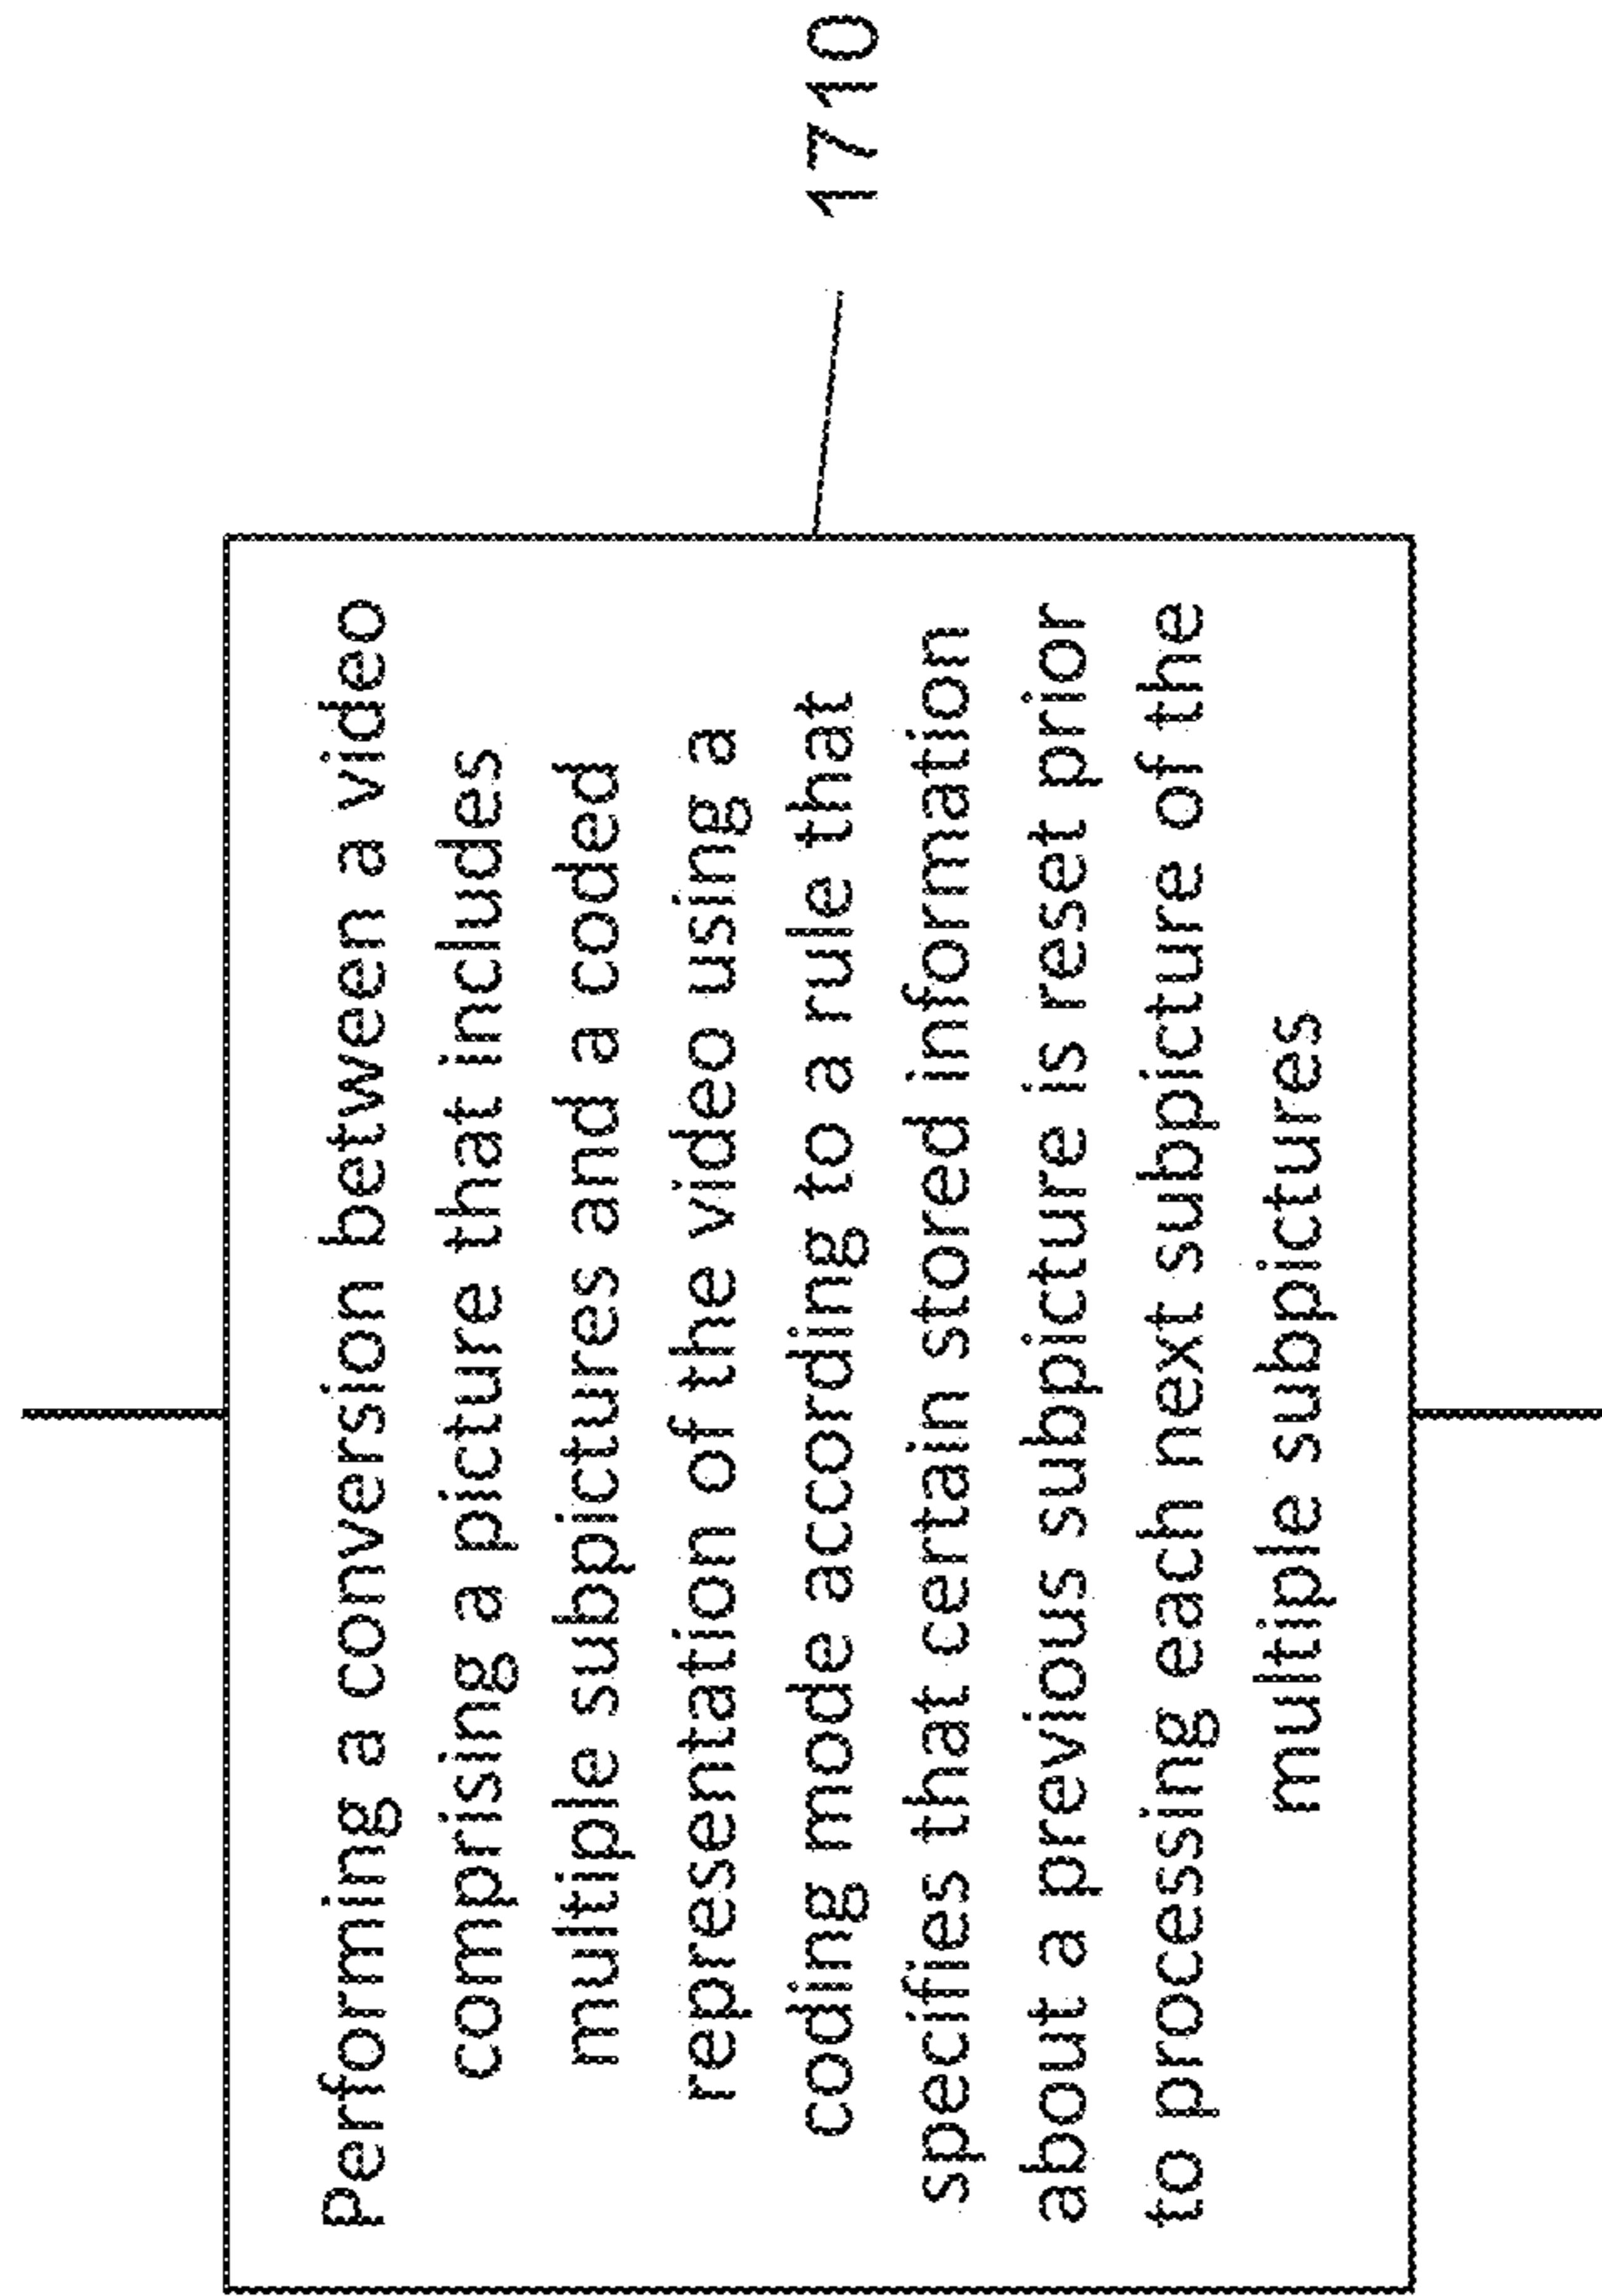 Performing a conversion between a video
comprising a picture that includes
multiple subpictures and a coded
representation of the video using a
coding mode according to a rule that
specifies that certain stored information
about a previous subpicture is reset prior
to processing each next subpicture of the
multiple subpictures
1710